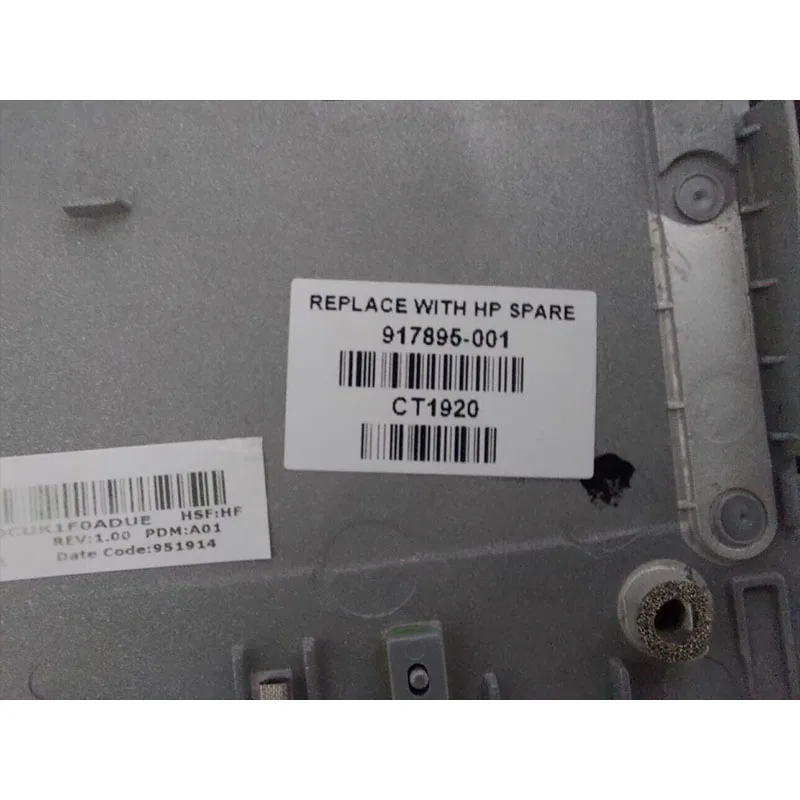 REPLACE WITH HP SPARE
917895-001
CT1920
HSF:HF
REV:1.00 PDM:A01
Date Code:951914